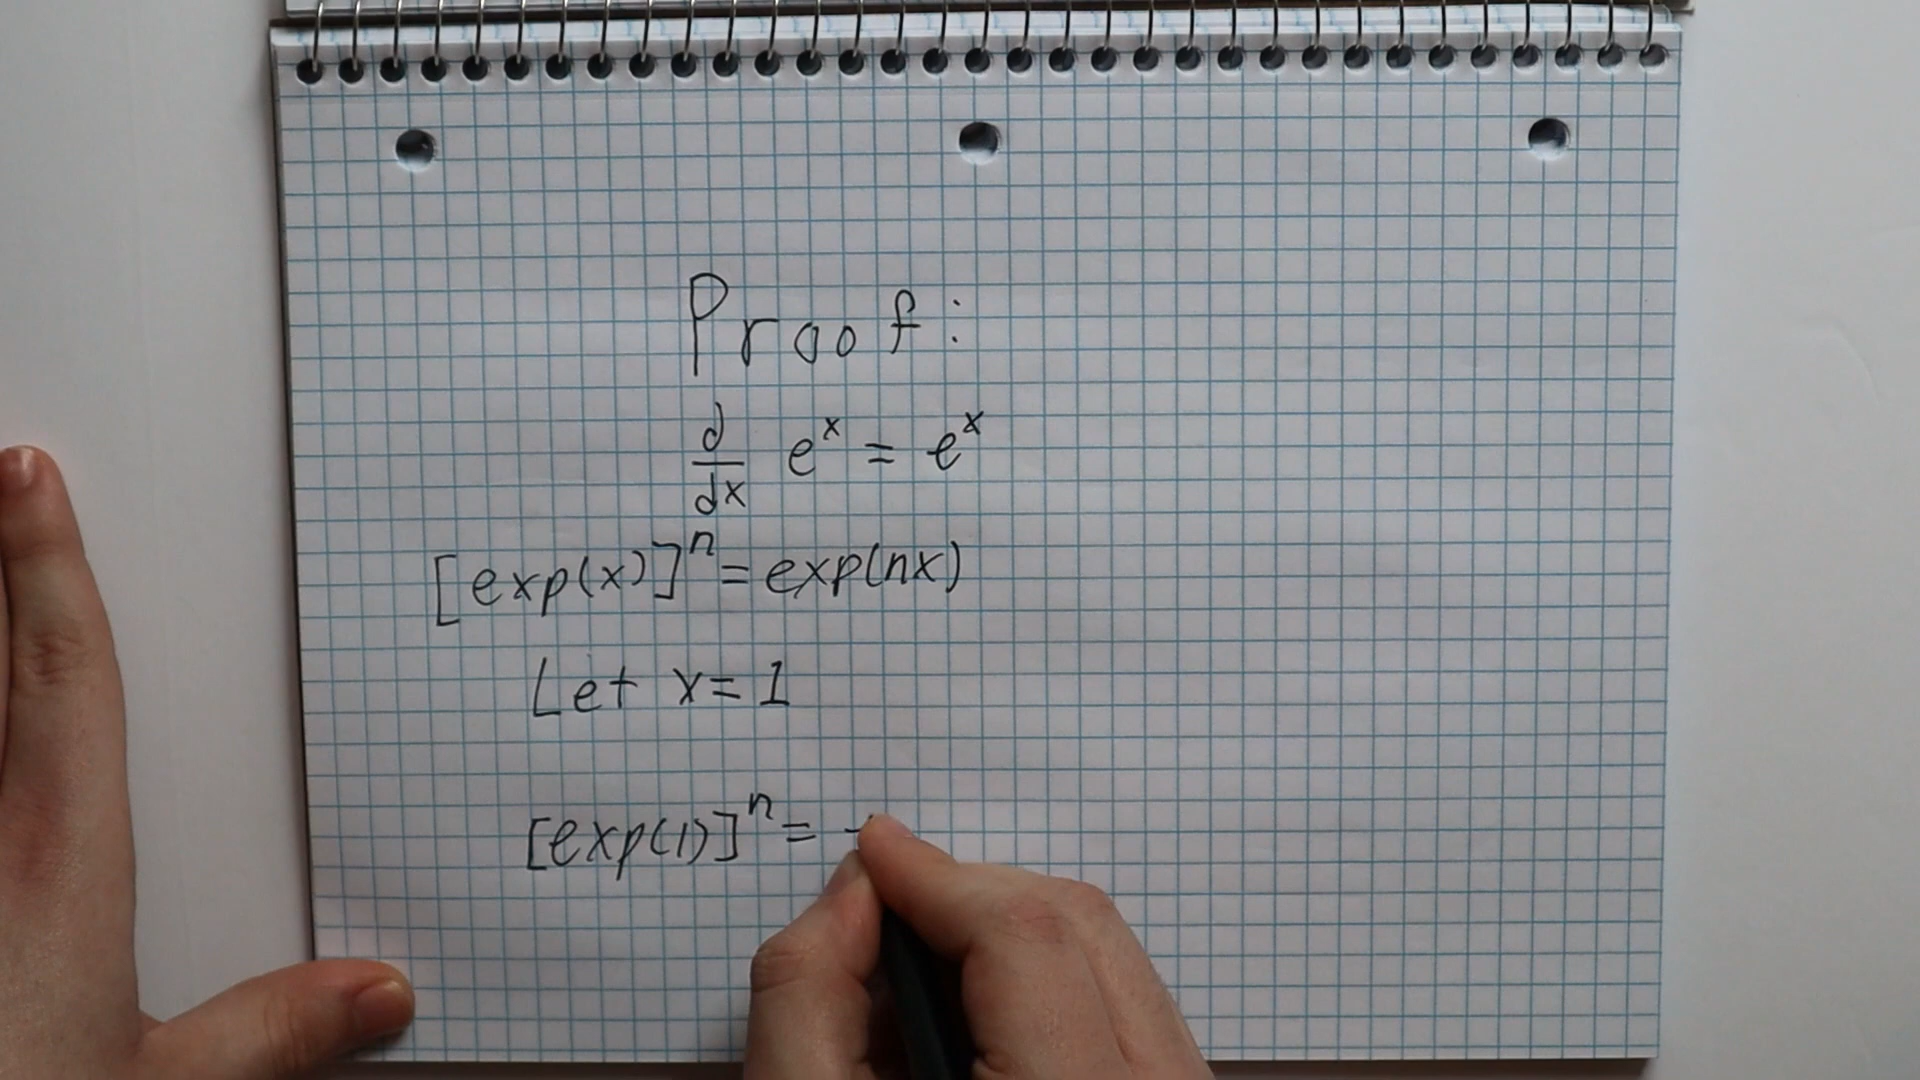 Proof:
d/dx e^x = e^x
[exp(x)]^n = exp(nx)
Let x = 1
[exp(1)]^n =